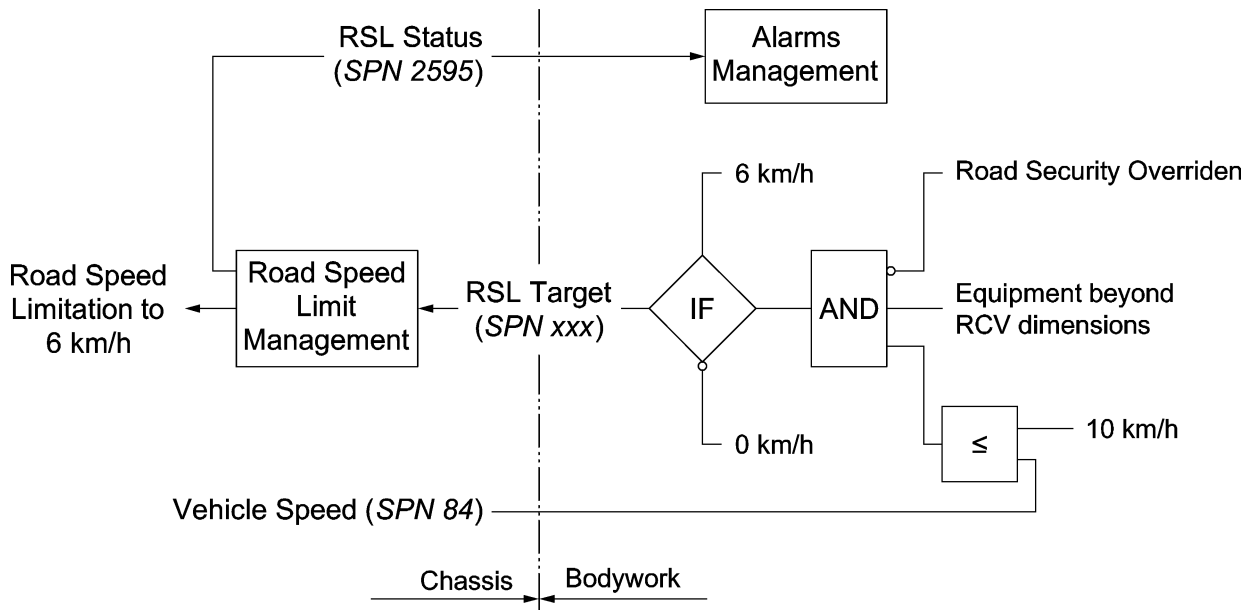 RSL Status
(SPN 2595)
Alarms
Management
6 km/h
Road Security Overriden
Road Speed
Limitation to
6 km/h
Road Speed
Limit
Management
RSL Target
(SPN xxx)
IF
AND
Equipment beyond
RCV dimensions
0 km/h
≤
10 km/h
Vehicle Speed (SPN 84)
Chassis
Bodywork